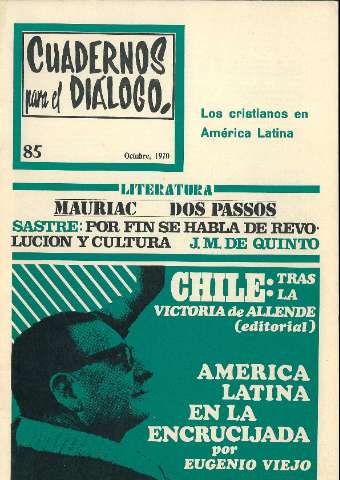 CUADERNOS
para el DIÁLOGO.
85
Octubre, 1970
Los cristianos en
América Latina
LITERATURA
MAURIAC DOS PASSOS
SASTRE: POR FIN SE HABLA DE REVO-
LUCION Y CULTURA J. M. DE QUINTO
CHILE: TRAS
LA
VICTORIA de ALLENDE
(editorial)
AMERICA
LATINA
EN LA
ENCRUCIJADA
por
EUGENIO VIEJO